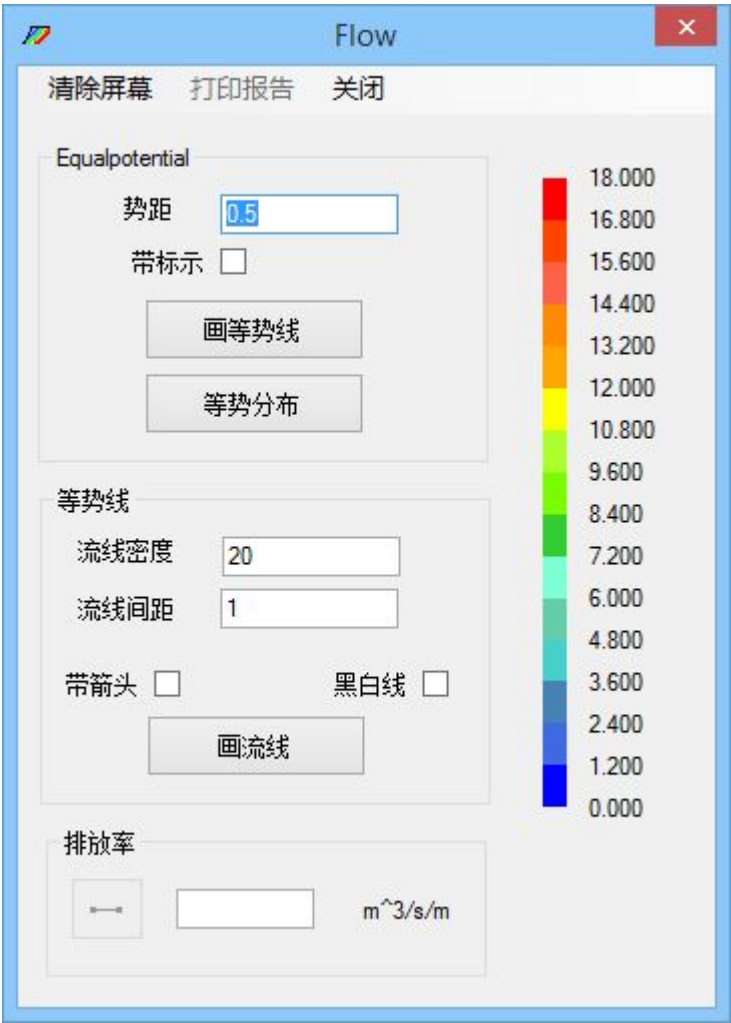 Flow
清除屏幕 打印报告 关闭
Equalpotential
势距 0.5
带标示
画等势线
等势分布
等势线
流线密度 20
流线间距 1
带箭头 黑白线
画流线
排放率
m^3/s/m
18.000
16.800
15.600
14.400
13.200
12.000
10.800
9.600
8.400
7.200
6.000
4.800
3.600
2.400
1.200
0.000